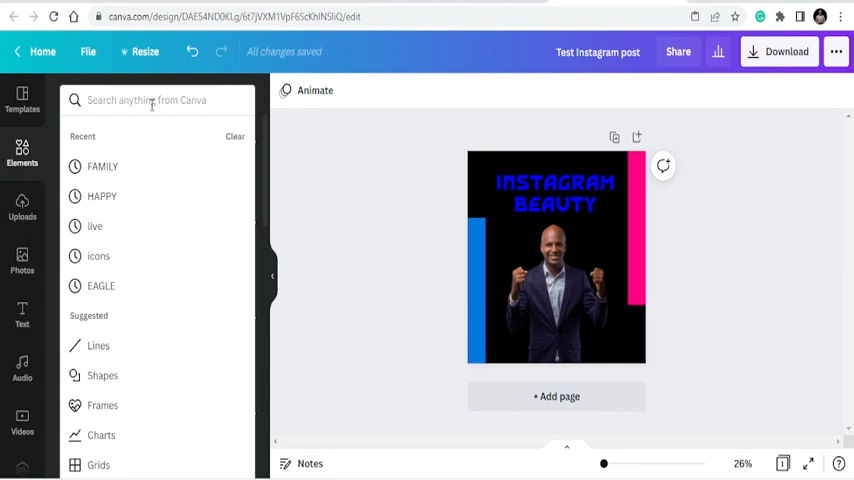 canva.com/design/DAE54ND0KLg/6t7jVXM1VpF6ScKhINSliQ/edit
Home
File
Resize
All changes saved
Test Instagram post
Share
Download
Templates
Elements
Uploads
Photos
Text
Audio
Videos
Search anything from Canva
Recent
Clear
FAMILY
HAPPY
live
icons
EAGLE
Suggested
Lines
Shapes
Frames
Charts
Grids
Animate
INSTAGRAM
BEAUTY
+ Add page
Notes
26%
1